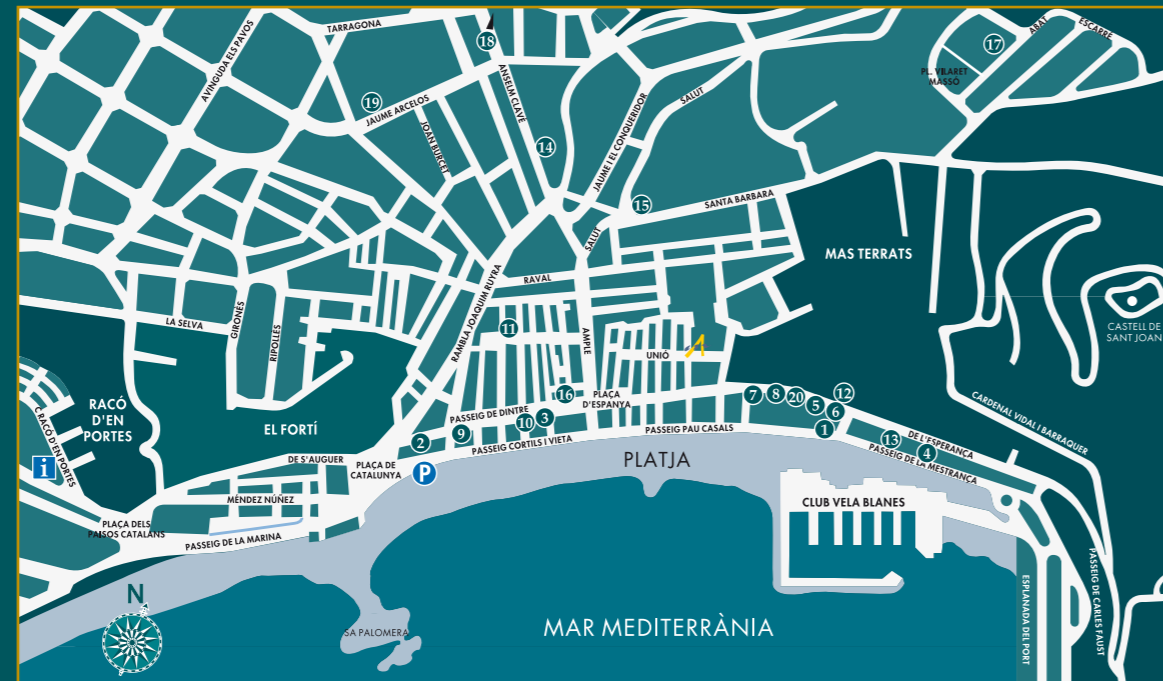 TARRAGONA
AVINGUDA ELS PAVOS
18
ANSELM CLAVÉ
19
JAUME ARCELOS
JOAN BURCET
14
JAUME I EL CONQUERIDOR
SALUT
17
ABAT
ESCARRÉ
PL. VILARET
MASSÓ
15
SANTA BARBARA
SALUT
MAS TERRATS
CASTELL DE
SANT JOAN
RAVAL
RAMBLA JOAQUIM RUYRA
LA SELVA
GIRONÈS
RIPOLLÈS
11
AMPLE
UNIÓ
CARDENAL VIDAL I BARRAQUER
RACÓ
D'EN
PORTES
C RACÓ D'EN PORTES
i
EL FORTÍ
16
PLAÇA
D'ESPANYA
7
8
20
5
12
6
1
PASSEIG DE DINTRE
10
3
2
9
PASSEIG CORTILS I VIETA
PASSEIG PAU CASALS
13
4
DE L'ESPERANÇA
PASSEIG DE LA MESTRANÇA
DE S'AUGUER
PLAÇA DE
CATALUNYA
P
PLATJA
MÉNDEZ NÚÑEZ
CLUB VELA BLANES
PLAÇA DELS
PAÏSOS CATALANS
PASSEIG DE LA MARINA
ESPLANADA DEL PORT
PASSEIG DE CARLES FAUST
N
SA PALOMERA
MAR MEDITERRÀNIA